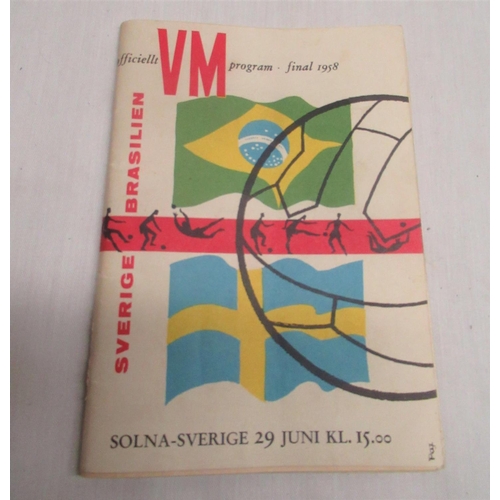 officiellt VM program · final 1958
SVERIGE BRASILIEN
SOLNA-SVERIGE 29 JUNI KL. 15.00